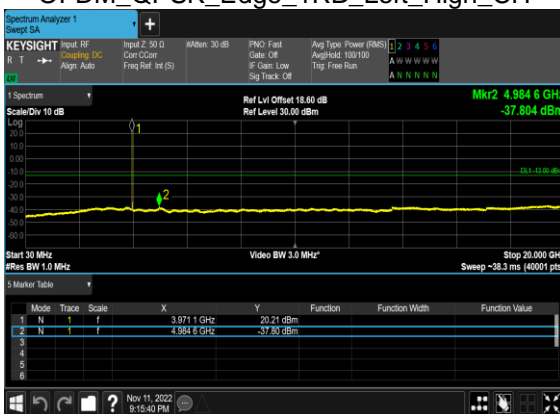 OFDM_QPSK_Edge_1RB_Left_High_CH
Spectrum Analyzer 1
Swept SA
+
KEYSIGHT Input: RF Input Z: 50 Ω #Atten: 30 dB PNO: Fast Avg Type: Power (RMS) 1 2 3 4 5 6
R T Coupling: DC Corr CCorr Gate: Off Avg|Hold: 100/100 A W W W W W
Align: Auto Freq Ref: Int (S) IF Gain: Low Trig: Free Run
Sig Track: Off A N N N N N
1 Spectrum Ref Lvl Offset 18.60 dB Mkr2 4.984 6 GHz
Scale/Div 10 dB Ref Level 30.00 dBm -37.804 dBm
Log
20.0
10.0
0.00
-10.0
-20.0
-30.0
-40.0
-50.0
-60.0
1
DL1 -13.00 dBm
2
Start 30 MHz Video BW 3.0 MHz* Stop 20.000 GHz
#Res BW 1.0 MHz Sweep ~38.3 ms (40001 pts)
5 Marker Table
Mode Trace Scale X Y Function Function Width Function Value
1 N 1 f 3.971 1 GHz 20.21 dBm
2 N 1 f 4.984 6 GHz -37.80 dBm
3
4
5
6
? Nov 11, 2022
9:15:40 PM